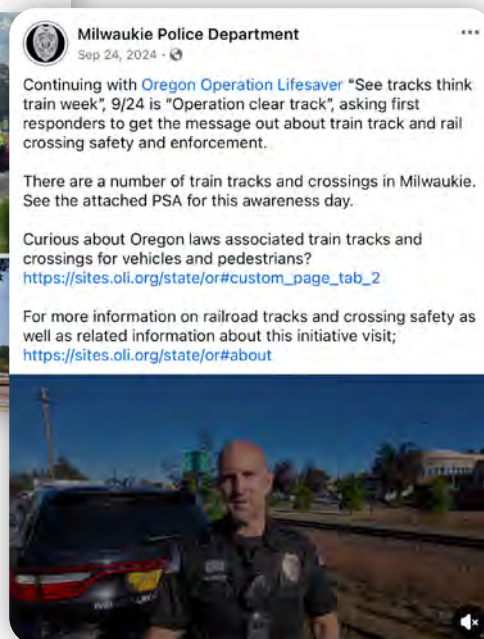 Milwaukie Police Department
Sep 24, 2024 ·
Continuing with Oregon Operation Lifesaver “See tracks think
train week”, 9/24 is “Operation clear track”, asking first
responders to get the message out about train track and rail
crossing safety and enforcement.
There are a number of train tracks and crossings in Milwaukie.
See the attached PSA for this awareness day.
Curious about Oregon laws associated train tracks and
crossings for vehicles and pedestrians?
https://sites.oli.org/state/or#custom_page_tab_2
For more information on railroad tracks and crossing safety as
well as related information about this initiative visit;
https://sites.oli.org/state/or#about